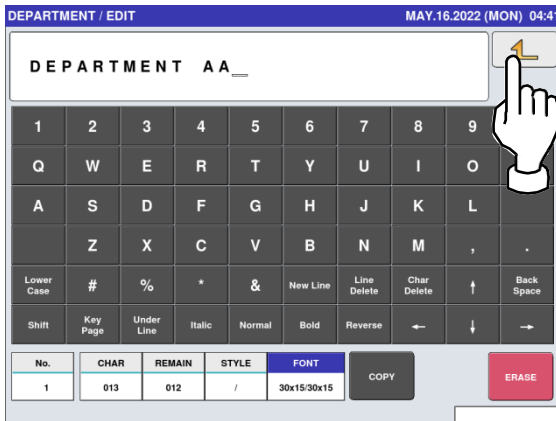 DEPARTMENT / EDIT MAY.16.2022 (MON) 04:41
DEPARTMENT AA_
1 2 3 4 5 6 7 8 9
Q W E R T Y U I O
A S D F G H J K L
Z X C V B N M , .
Lower Case # % * & New Line Line Delete Char Delete ↑ Back Space
Shift Key Page Under Line Italic Normal Bold Reverse ← ↓ →
No. CHAR REMAIN STYLE FONT COPY ERASE
1 013 012 / 30x15/30x15